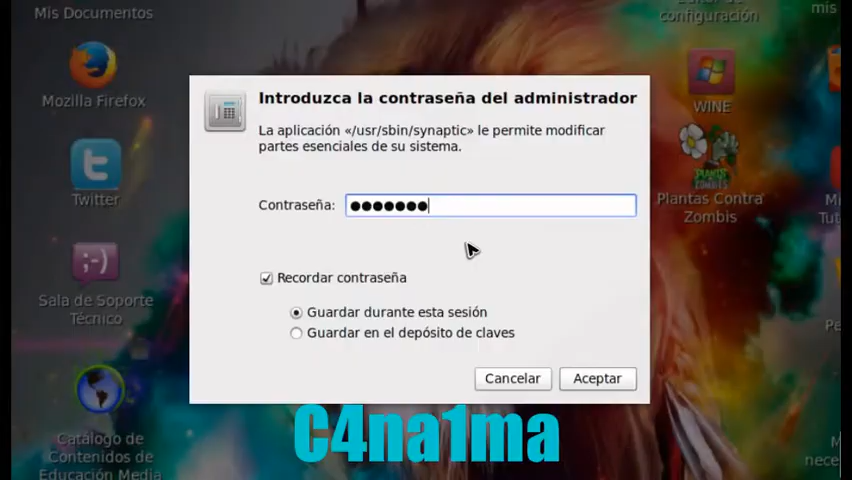 Mis Documentos
Editor de
configuración
mis
Mozilla Firefox
WINE
Introduzca la contraseña del administrador
La aplicación «/usr/sbin/synaptic» le permite modificar
partes esenciales de su sistema.
Twitter
Plantas Contra
Zombis
Contraseña: ●●●●●●●
Recordar contraseña
Sala de Soporte
Técnico
Guardar durante esta sesión
Guardar en el depósito de claves
Cancelar
Aceptar
Catálogo de
Contenidos de
Educación Media
C4na1ma